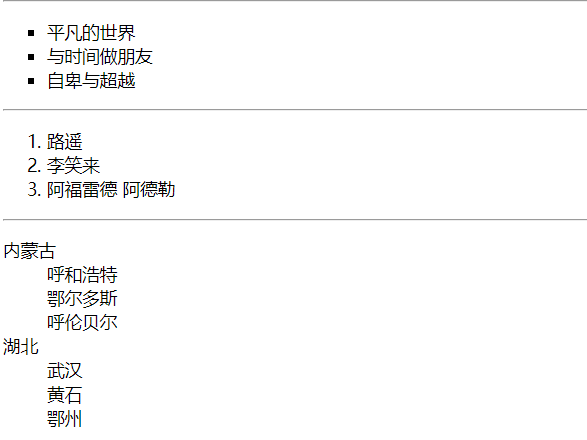 平凡的世界
与时间做朋友
自卑与超越
1. 路遥
2. 李笑来
3. 阿福雷德 阿德勒
内蒙古
呼和浩特
鄂尔多斯
呼伦贝尔
湖北
武汉
黄石
鄂州